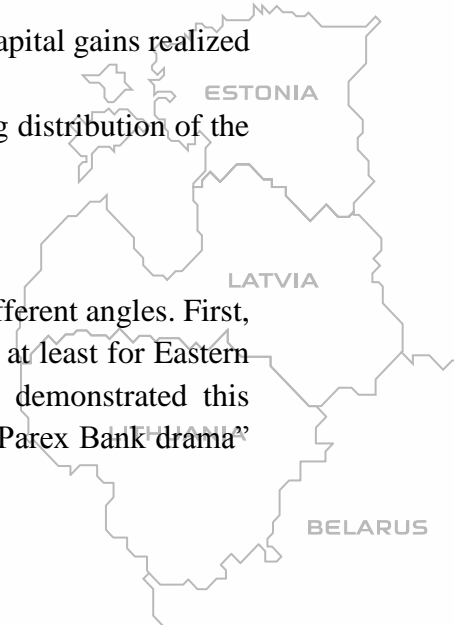 apital gains realized
ESTONIA
g distribution of the
LATVIA
fferent angles. First,
at least for Eastern
demonstrated this
Parex Bank drama”
LITHUANIA
BELARUS